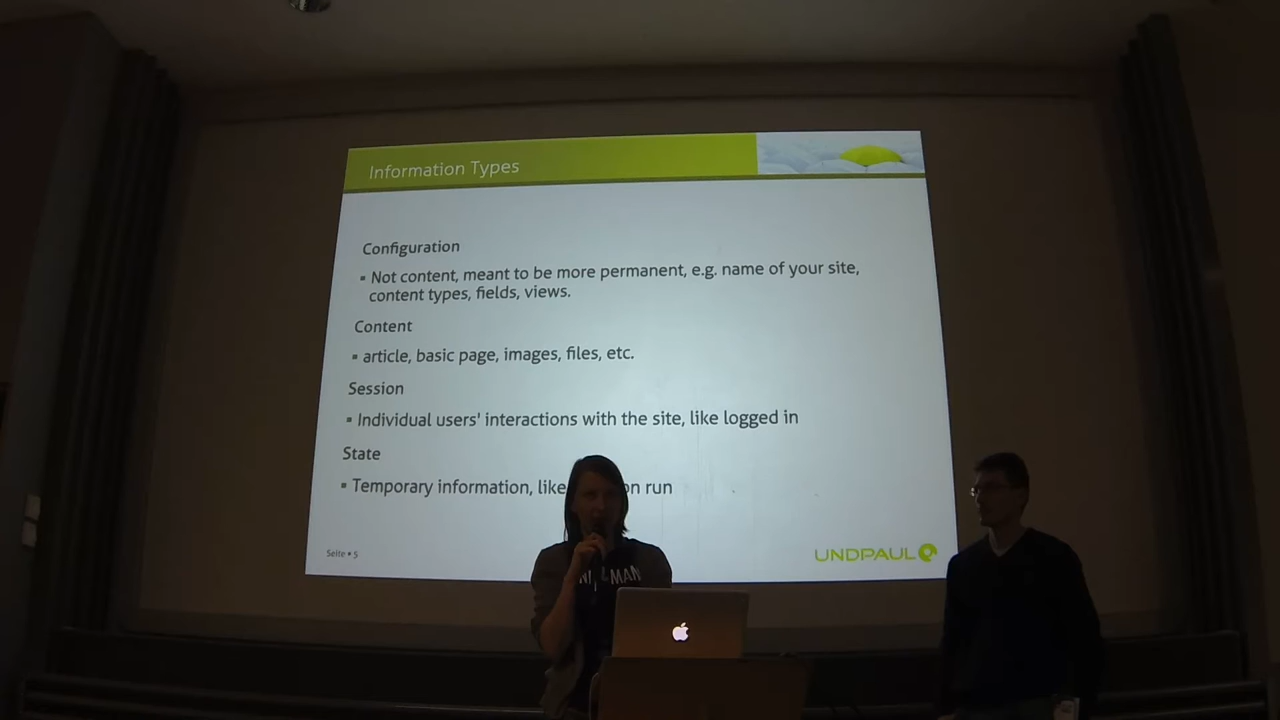 Information Types
Configuration
▪ Not content, meant to be more permanent, e.g. name of your site,
content types, fields, views.
Content
▪ article, basic page, images, files, etc.
Session
▪ Individual users' interactions with the site, like logged in
State
▪ Temporary information, like on run
Seite ▪ 5
UNDPAUL